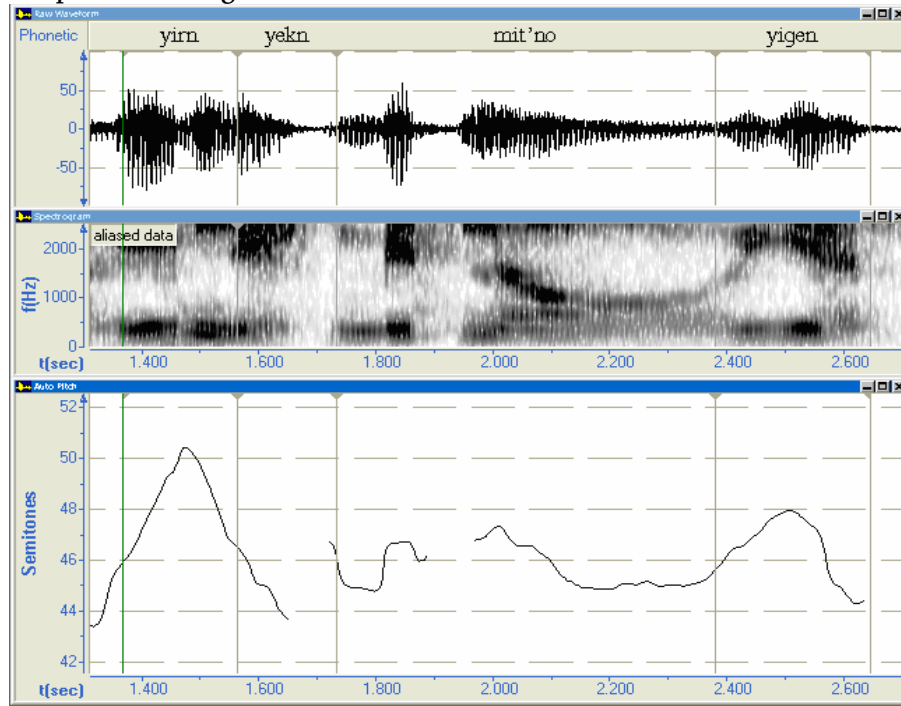 Raw Waveform
Phonetic yirn yekn mit'no yigen
50
0
-50
Spectrogram
aliased data
2000
f(Hz)
1000
0
t(sec) 1.400 1.600 1.800 2.000 2.200 2.400 2.600
Auto Pitch
52
50
48
Semitones
46
44
42
t(sec) 1.400 1.600 1.800 2.000 2.200 2.400 2.600